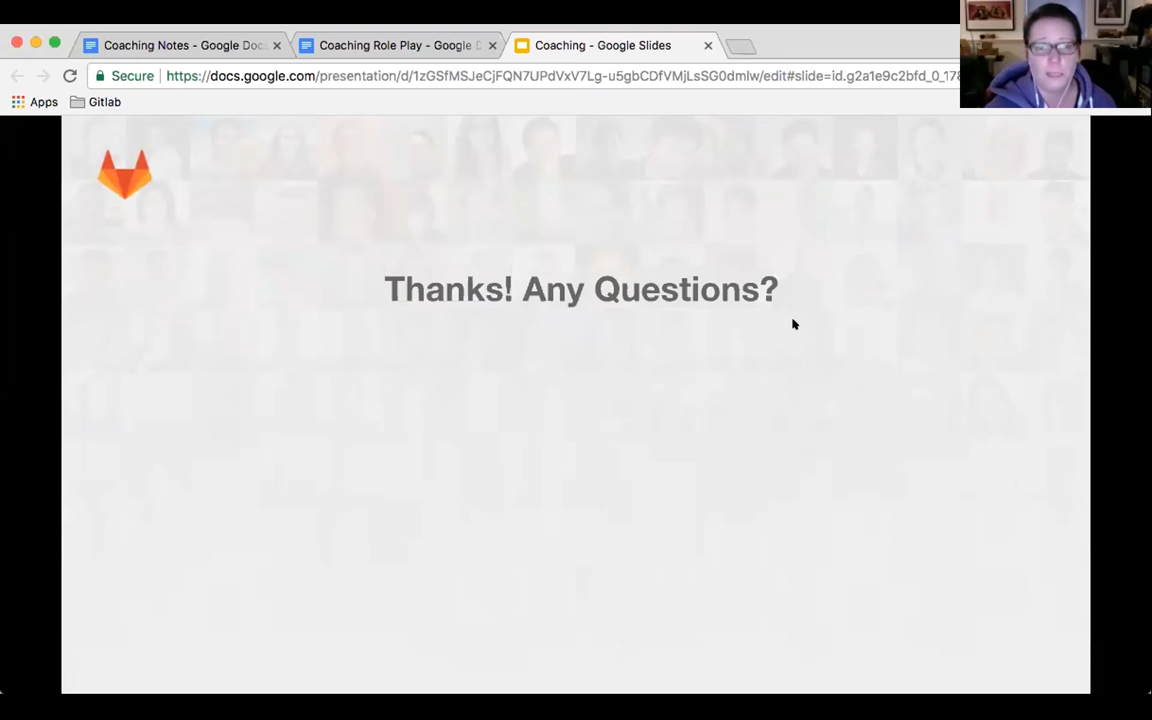 Coaching Notes - Google Doc
Coaching Role Play - Google D
Coaching - Google Slides
Secure
https://docs.google.com/presentation/d/1zGSfMSJeCjFQN7UPdVxV7Lg-u5gbCDfVMjLsSG0dmlw/edit#slide=id.g2a1e9c2bfd_0_178
Apps
Gitlab
Thanks! Any Questions?